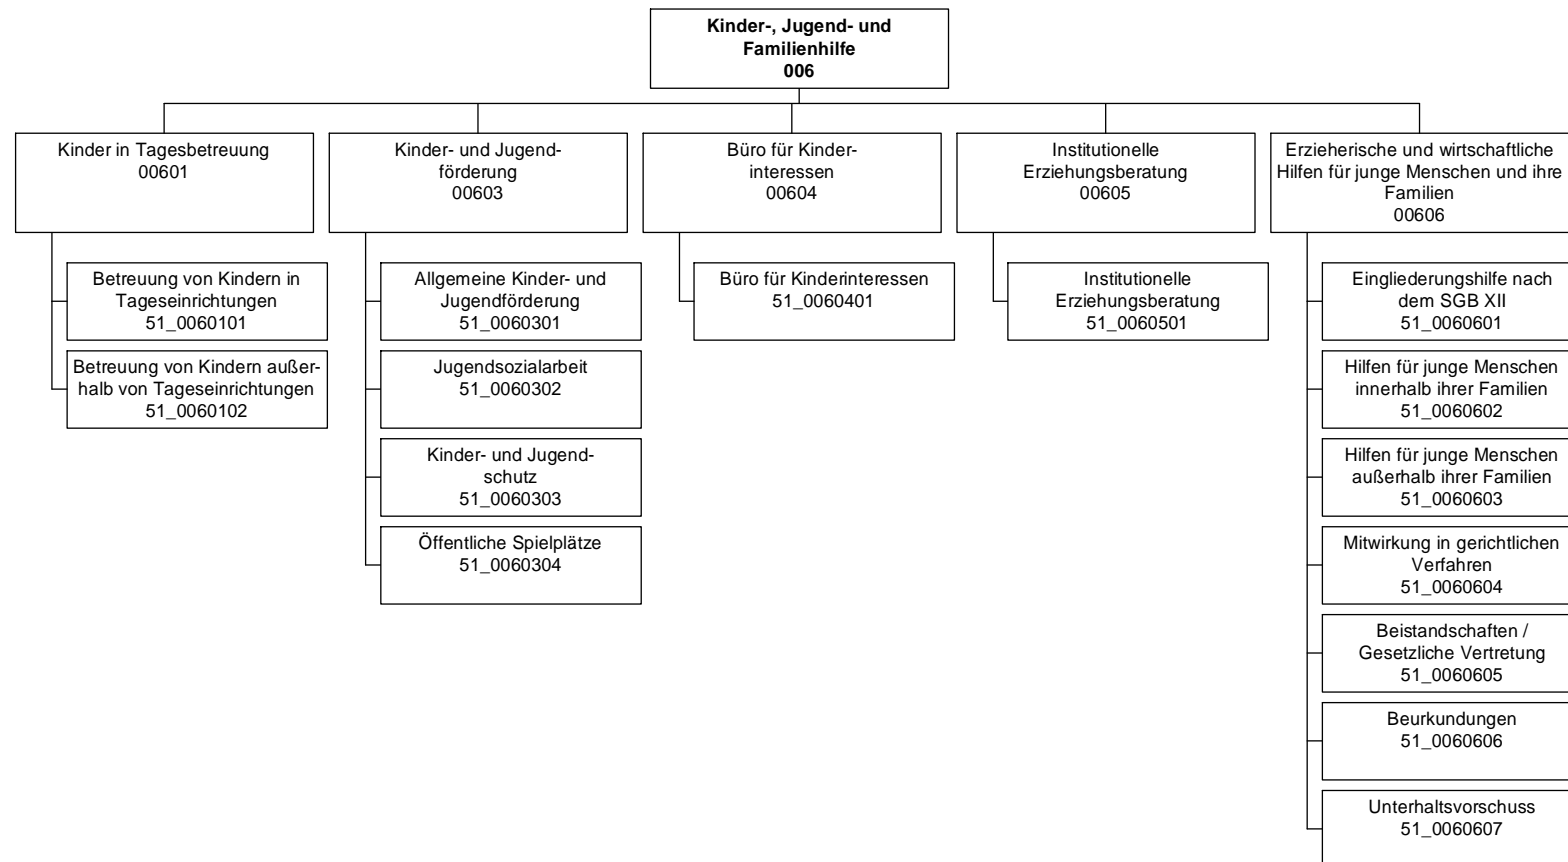 Kinder-, Jugend- und
Familienhilfe
006
Kinder in Tagesbetreuung
00601
Betreuung von Kindern in
Tageseinrichtungen
51_0060101
Betreuung von Kindern außer-
halb von Tageseinrichtungen
51_0060102
Kinder- und Jugend-
förderung
00603
Allgemeine Kinder- und
Jugendförderung
51_0060301
Jugendsozialarbeit
51_0060302
Kinder- und Jugend-
schutz
51_0060303
Öffentliche Spielplätze
51_0060304
Büro für Kinder-
interessen
00604
Büro für Kinderinteressen
51_0060401
Institutionelle
Erziehungsberatung
00605
Institutionelle
Erziehungsberatung
51_0060501
Erzieherische und wirtschaftliche
Hilfen für junge Menschen und ihre
Familien
00606
Eingliederungshilfe nach
dem SGB XII
51_0060601
Hilfen für junge Menschen
innerhalb ihrer Familien
51_0060602
Hilfen für junge Menschen
außerhalb ihrer Familien
51_0060603
Mitwirkung in gerichtlichen
Verfahren
51_0060604
Beistandschaften /
Gesetzliche Vertretung
51_0060605
Beurkundungen
51_0060606
Unterhaltsvorschuss
51_0060607